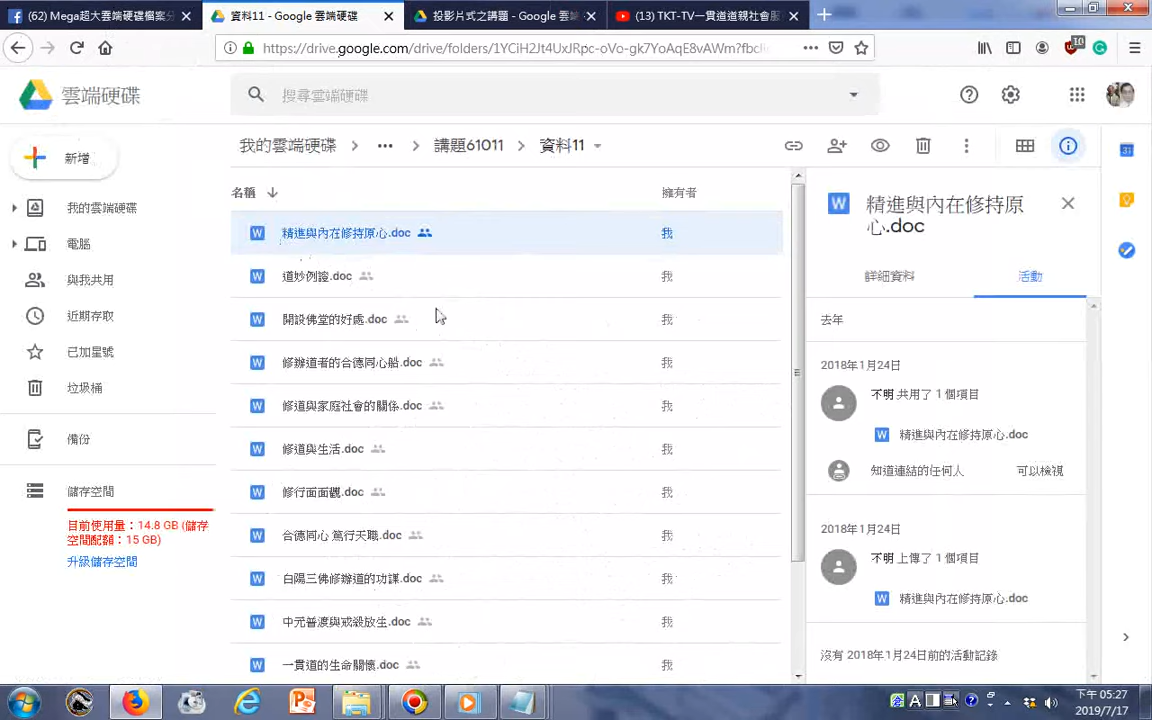 (62) Mega超大雲端硬碟檔案分
資料11 - Google 雲端硬碟
投影片式之講題 - Google 雲端
(13) TKT-TV一貫道道親社會服
https://drive.google.com/drive/folders/1YCiH2Jt4UxJRpc-oVo-gk7YoAqE8vAWm?fbcl
10
雲端硬碟
搜尋雲端硬碟
新增
我的雲端硬碟
電腦
與我共用
近期存取
已加星號
垃圾桶
備份
儲存空間
目前使用量：14.8 GB (儲存
空間配額：15 GB)
升級儲存空間
我的雲端硬碟 > ... > 講題61011 > 資料11
名稱 擁有者
精進與內在修持原心.doc 我
道妙例證.doc 我
開設佛堂的好處.doc 我
修辦道者的合德同心船.doc 我
修道與家庭社會的關係.doc 我
修道與生活.doc 我
修行面面觀.doc 我
合德同心 篤行天職.doc 我
白陽三佛修辦道的功謀.doc 我
中元普渡與戒殺放生.doc 我
一貫道的生命關懷.doc 我
精進與內在修持原
心.doc
詳細資料 活動
去年
2018年1月24日
不明 共用了 1 個項目
精進與內在修持原心.doc
知道連結的任何人 可以檢視
2018年1月24日
不明 上傳了 1 個項目
精進與內在修持原心.doc
沒有 2018年1月24日前的活動記錄
31
下午 05:27
2019/7/17